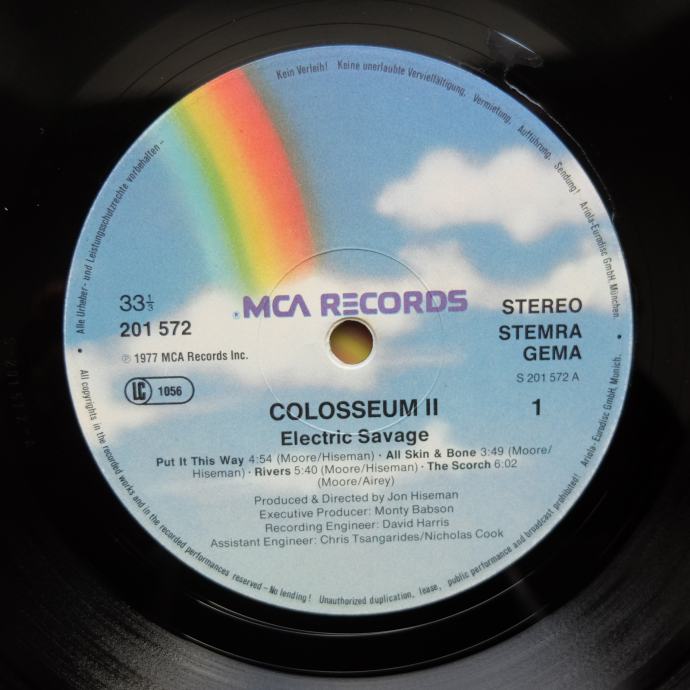 Kein Verleih! Keine unerlaubte Vervielfältigung, Vermietung, Aufführung, Sendung! Ariola-Eurodisc GmbH, München.
Alle Urheber- und Leistungsschutzrechte vorbehalten -
MCA RECORDS
33 1/3
201 572
℗ 1977 MCA Records Inc.
LC 1056
STEREO
STEMRA
GEMA
S 201 572 A
COLOSSEUM II
1
Electric Savage
Put It This Way 4:54 (Moore/Hiseman) · All Skin & Bone 3:49 (Moore/
Hiseman) · Rivers 5:40 (Moore/Hiseman) · The Scorch 6:02
(Moore/Airey)
Produced & Directed by Jon Hiseman
Executive Producer: Monty Babson
Recording Engineer: David Harris
Assistant Engineer: Chris Tsangarides/Nicholas Cook
All copyrights in the recorded works and in the recorded performances reserved – No lending! Unauthorized duplication, lease, public performance and broadcast prohibited! Ariola-Eurodisc GmbH, Munich.